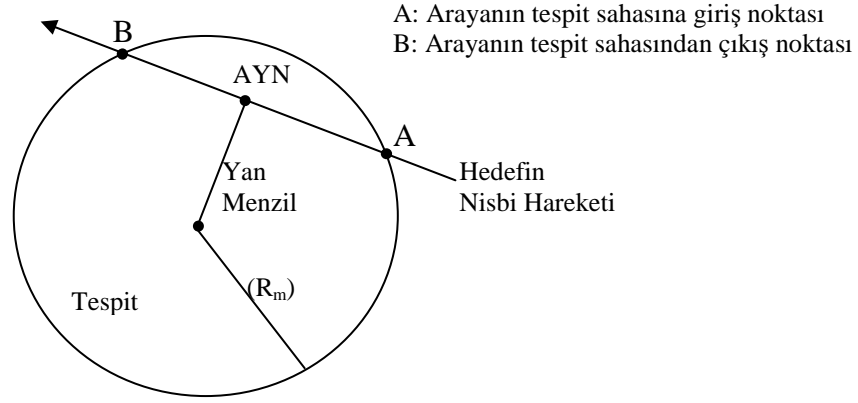 A: Arayanın tespit sahasına giriş noktası
B: Arayanın tespit sahasından çıkış noktası
B
AYN
A
Yan
Menzil
Hedefin
Nisbi Hareketi
(Rm)
Tespit